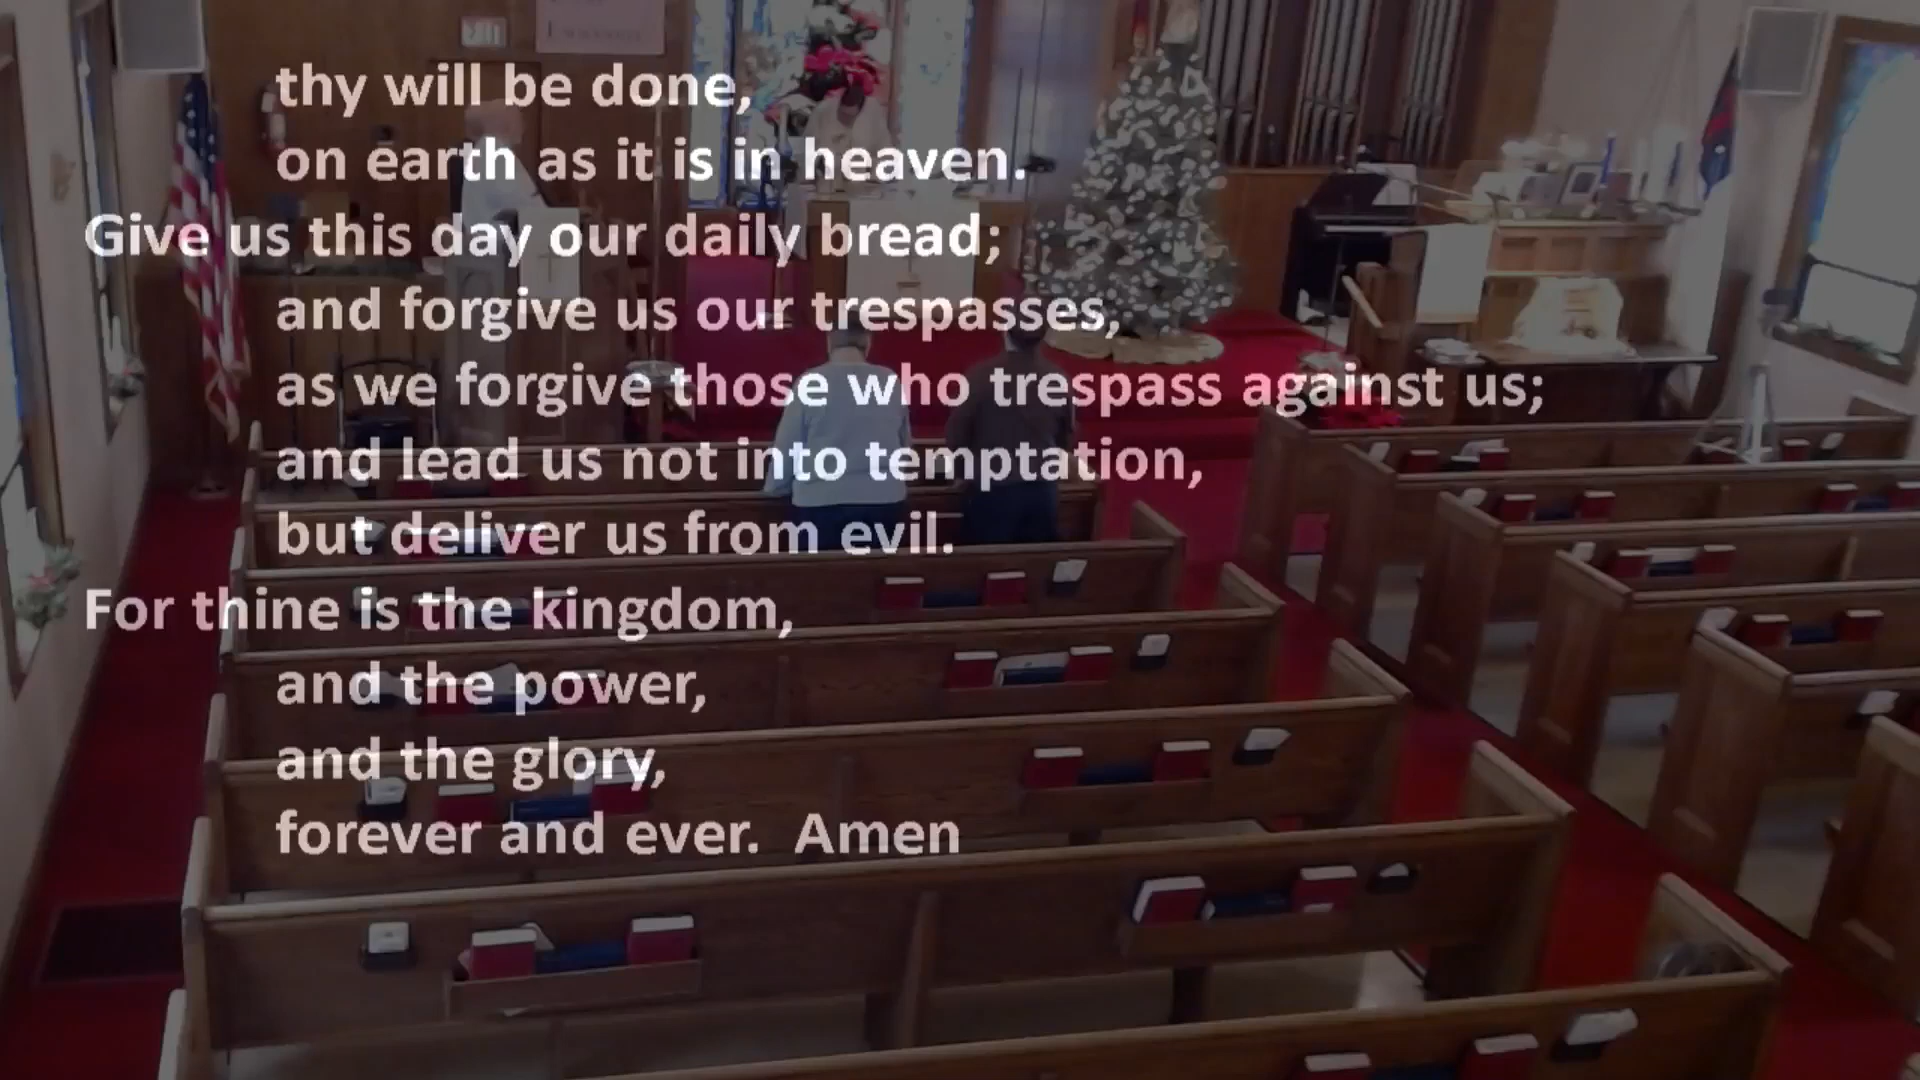 thy will be done,
on earth as it is in heaven.
Give us this day our daily bread;
and forgive us our trespasses,
as we forgive those who trespass against us;
and lead us not into temptation,
but deliver us from evil.
For thine is the kingdom,
and the power,
and the glory,
forever and ever.  Amen